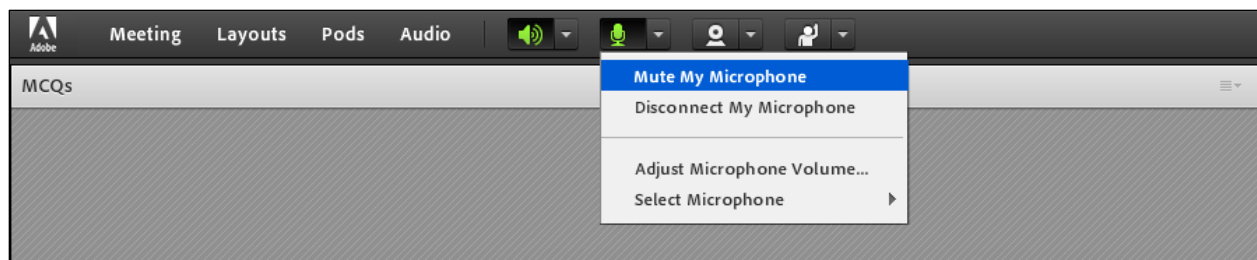 Adobe
Meeting Layouts Pods Audio
MCQs
Mute My Microphone
Disconnect My Microphone
Adjust Microphone Volume...
Select Microphone